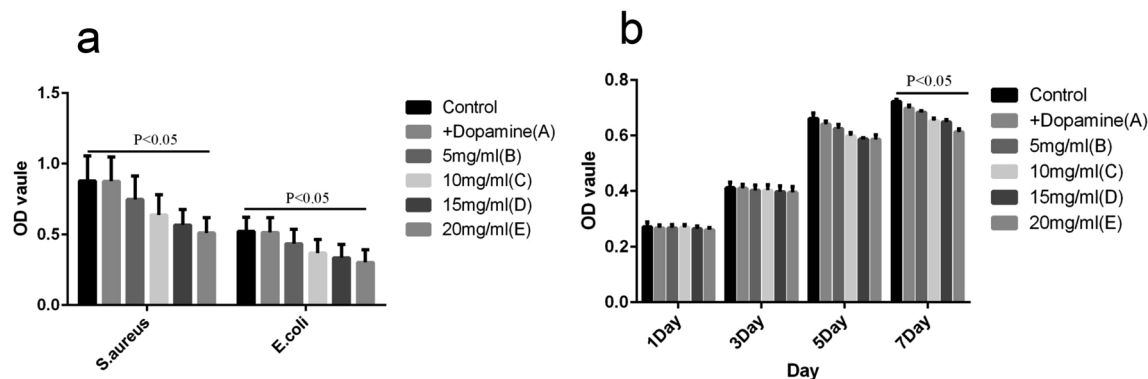 a
1.5
1.0
0.5
0.0
OD vaule
P<0.05
P<0.05
S.aureus
E.coli
Control
+Dopamine(A)
5mg/ml(B)
10mg/ml(C)
15mg/ml(D)
20mg/ml(E)
b
0.8
0.6
0.4
0.2
0.0
OD vaule
P<0.05
1Day
3Day
5Day
7Day
Day
Control
+Dopamine(A)
5mg/ml(B)
10mg/ml(C)
15mg/ml(D)
20mg/ml(E)